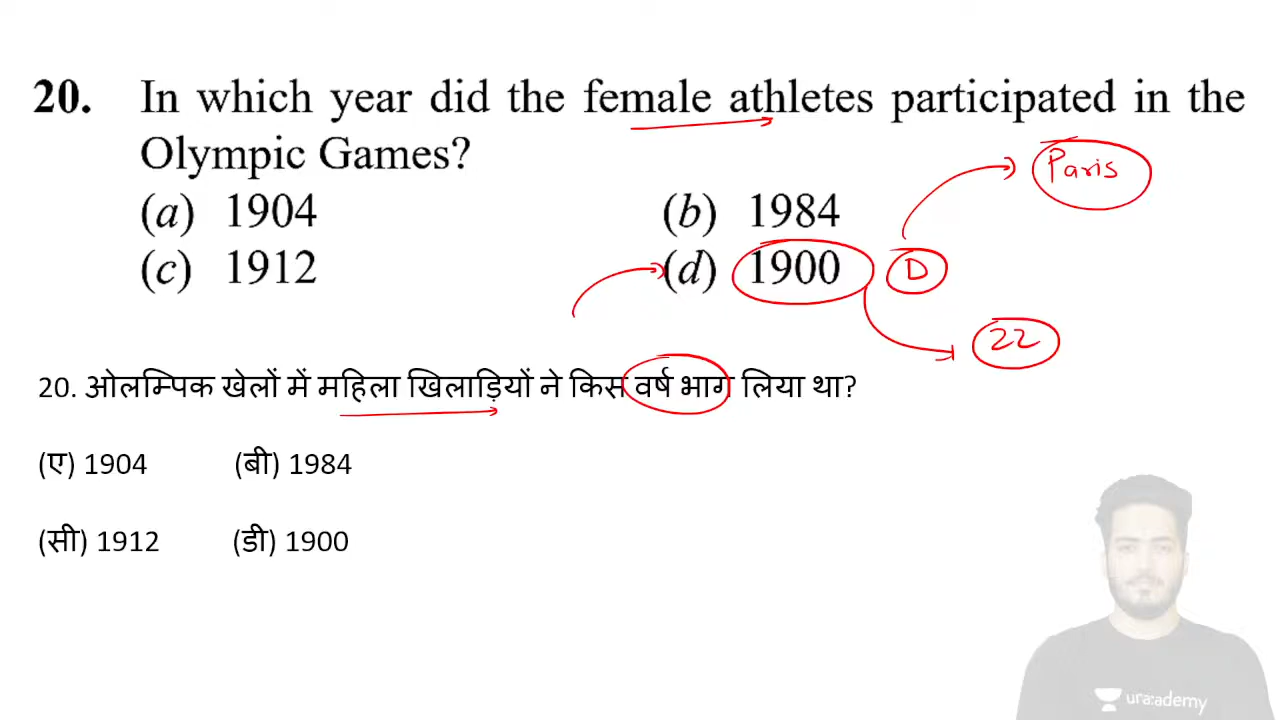 20. In which year did the female athletes participated in the
Olympic Games?
Paris
(a) 1904 (b) 1984
(c) 1912 (d) 1900 D
22
20. ओलम्पिक खेलों में महिला खिलाड़ियों ने किस वर्ष भाग लिया था?
(ए) 1904 (बी) 1984
(सी) 1912 (डी) 1900